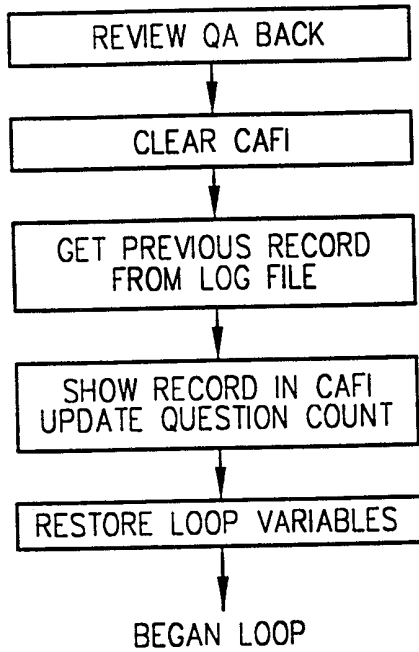 REVIEW QA BACK
CLEAR CAFI
GET PREVIOUS RECORD
FROM LOG FILE
SHOW RECORD IN CAFI
UPDATE QUESTION COUNT
RESTORE LOOP VARIABLES
BEGAN LOOP